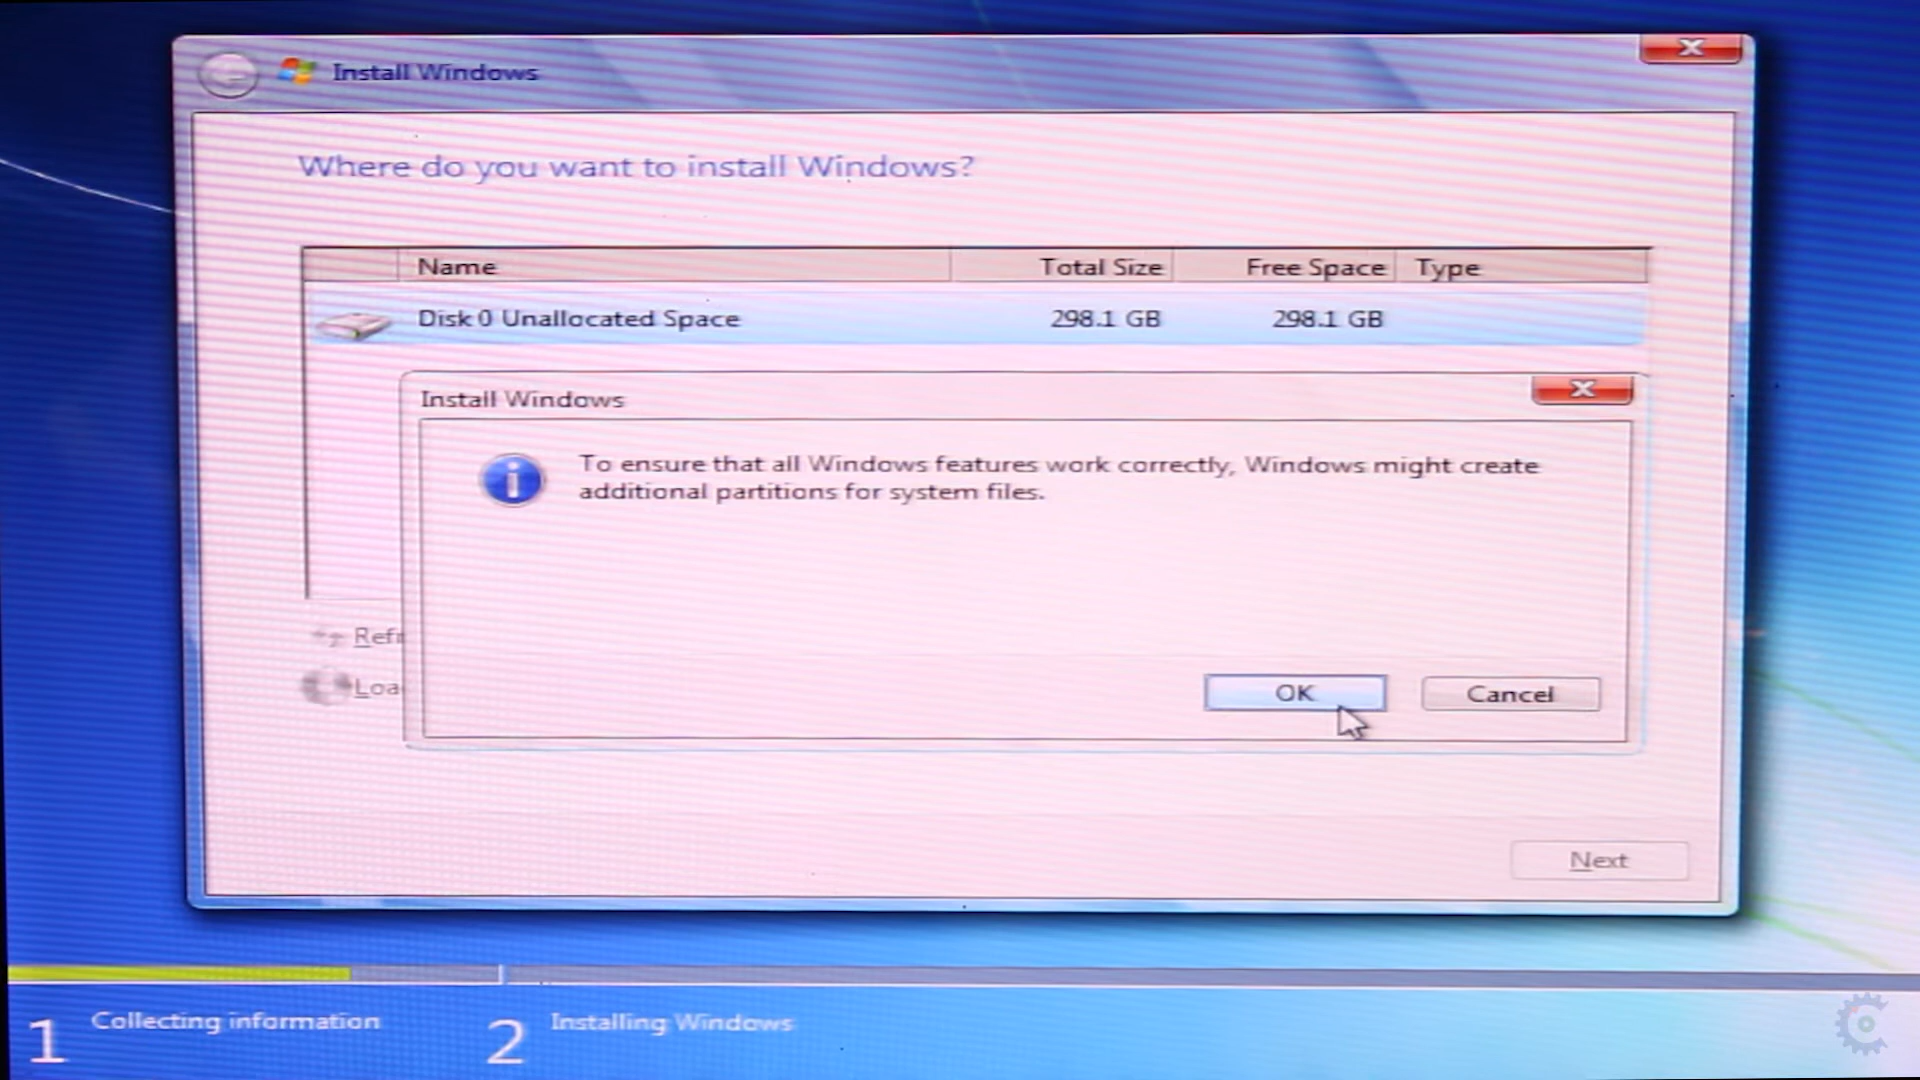 Install Windows
Where do you want to install Windows?
Name Total Size Free Space Type
Disk 0 Unallocated Space 298.1 GB 298.1 GB
Install Windows
To ensure that all Windows features work correctly, Windows might create
additional partitions for system files.
Refr
Loa
OK Cancel
Next
1 Collecting information 2 Installing Windows